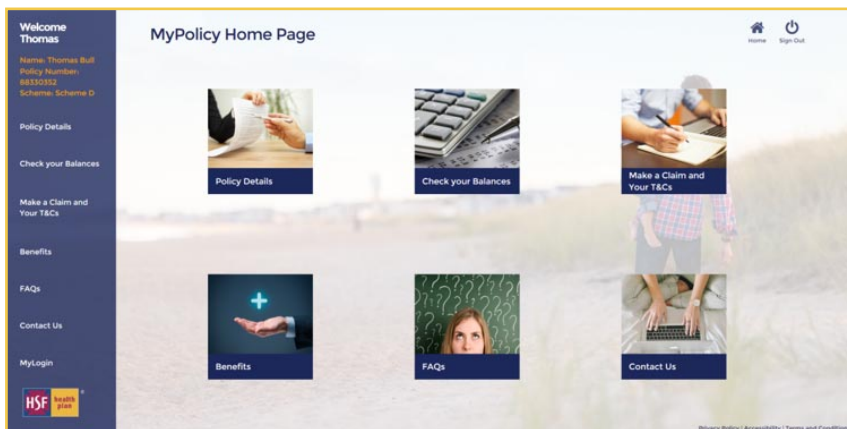 Welcome
Thomas
Name: Thomas Bull
Policy Number:
88330352
Scheme: Scheme D
Policy Details
Check your Balances
Make a Claim and
Your T&Cs
Benefits
FAQs
Contact Us
MyLogin
HSF health
plan
MyPolicy Home Page
Home
Sign Out
Policy Details
Check your Balances
Make a Claim and
Your T&Cs
Benefits
FAQs
Contact Us
Privacy Policy / Accessibility / Terms and Condition